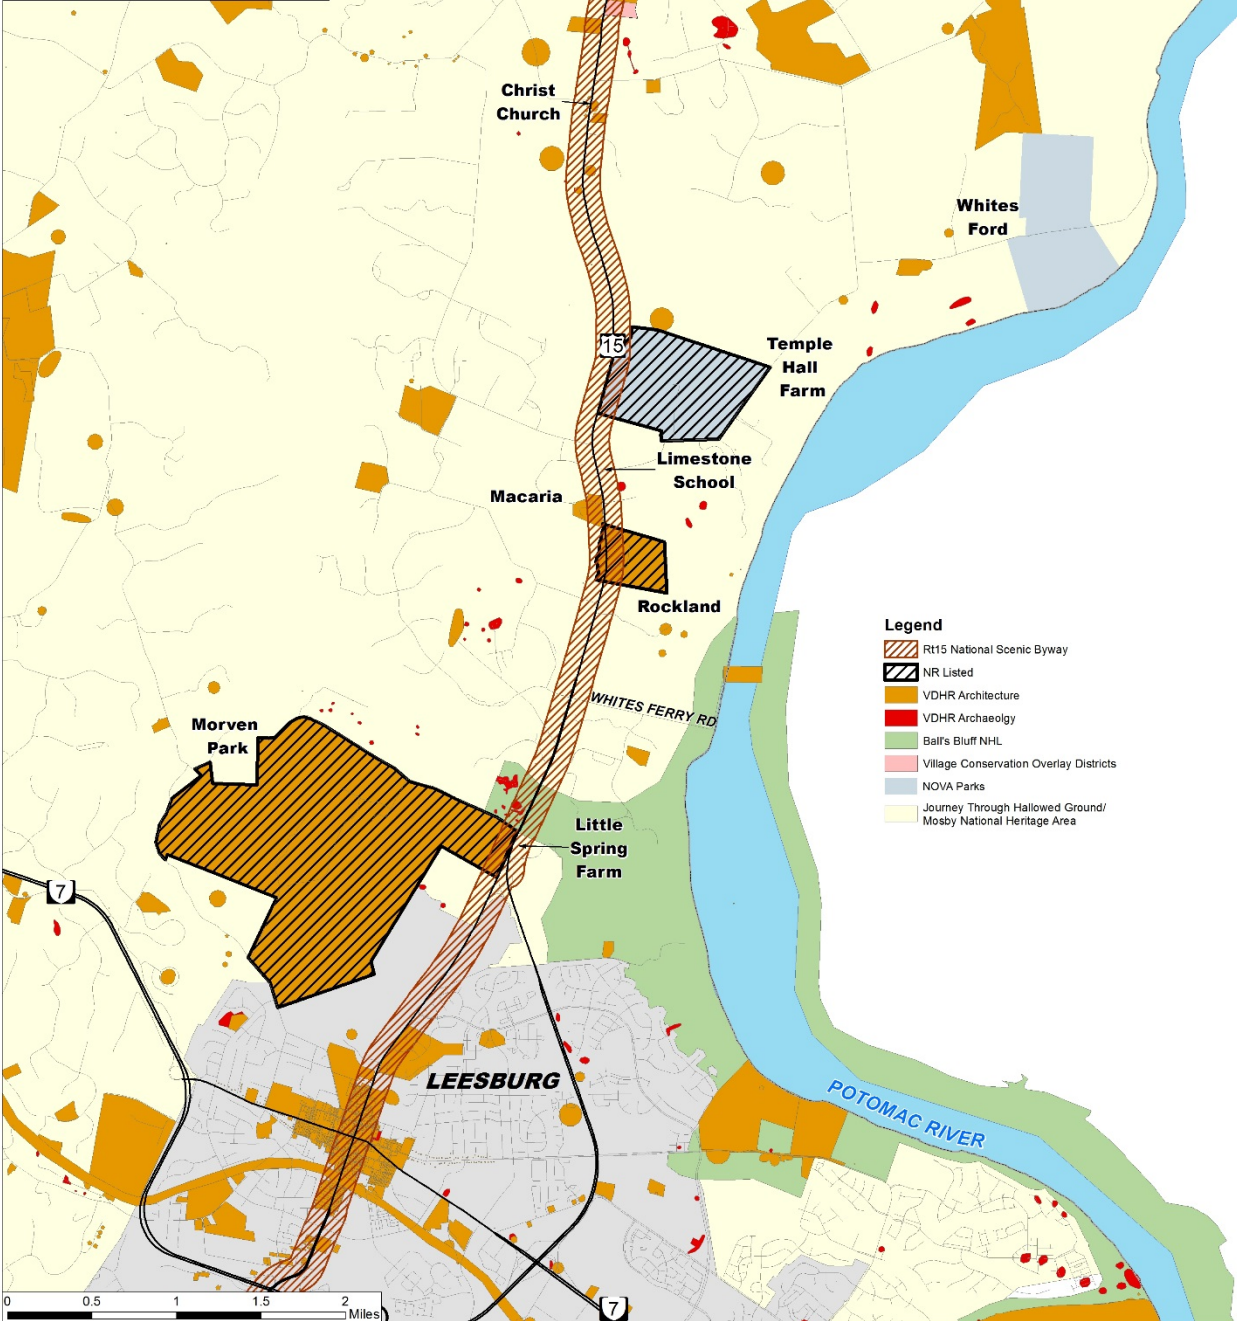 Christ
Church
Whites
Ford
15
Temple
Hall
Farm
Limestone
School
Macaria
Rockland
Legend
Rt15 National Scenic Byway
NR Listed
VDHR Architecture
VDHR Archaeolgy
Ball's Bluff NHL
Village Conservation Overlay Districts
NOVA Parks
Journey Through Hallowed Ground/
Mosby National Heritage Area
WHITES FERRY RD
Morven
Park
Little
Spring
Farm
7
LEESBURG
POTOMAC RIVER
0 0.5 1 1.5 2
Miles
7